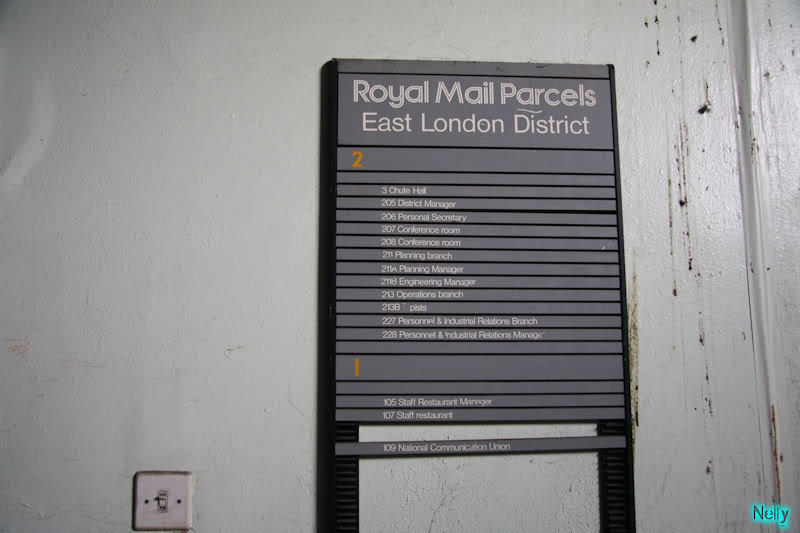 Royal Mail Parcels
East London District
2
3 Chute Hall
205 District Manager
206 Personal Secretary
207 Conference room
208 Conference room
211 Planning branch
211A Planning Manager
211B Engineering Manager
213 Operations branch
213B pists
227 Personnel & Industrial Relations Branch
228 Personnel & Industrial Relations Manage
1
105 Staff Restaurant Manager
107 Staff restaurant
109 National Communication Union
Nelly